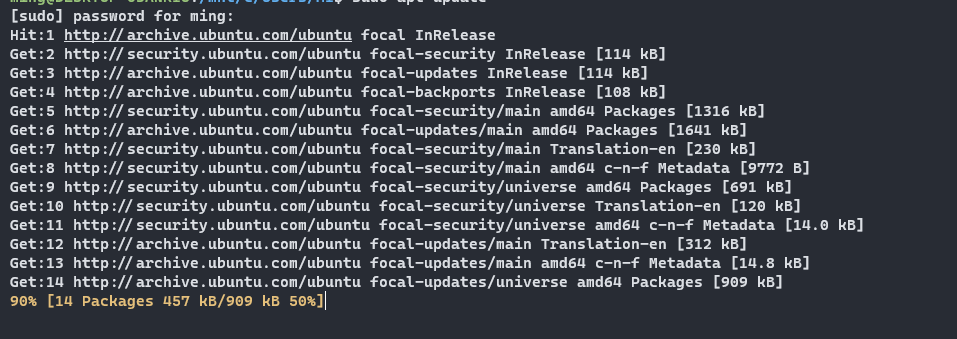 [sudo] password for ming:
Hit:1 http://archive.ubuntu.com/ubuntu focal InRelease
Get:2 http://security.ubuntu.com/ubuntu focal-security InRelease [114 kB]
Get:3 http://archive.ubuntu.com/ubuntu focal-updates InRelease [114 kB]
Get:4 http://archive.ubuntu.com/ubuntu focal-backports InRelease [108 kB]
Get:5 http://security.ubuntu.com/ubuntu focal-security/main amd64 Packages [1316 kB]
Get:6 http://archive.ubuntu.com/ubuntu focal-updates/main amd64 Packages [1641 kB]
Get:7 http://security.ubuntu.com/ubuntu focal-security/main Translation-en [230 kB]
Get:8 http://security.ubuntu.com/ubuntu focal-security/main amd64 c-n-f Metadata [9772 B]
Get:9 http://security.ubuntu.com/ubuntu focal-security/universe amd64 Packages [691 kB]
Get:10 http://security.ubuntu.com/ubuntu focal-security/universe Translation-en [120 kB]
Get:11 http://security.ubuntu.com/ubuntu focal-security/universe amd64 c-n-f Metadata [14.0 kB]
Get:12 http://archive.ubuntu.com/ubuntu focal-updates/main Translation-en [312 kB]
Get:13 http://archive.ubuntu.com/ubuntu focal-updates/main amd64 c-n-f Metadata [14.8 kB]
Get:14 http://archive.ubuntu.com/ubuntu focal-updates/universe amd64 Packages [909 kB]
90% [14 Packages 457 kB/909 kB 50%]